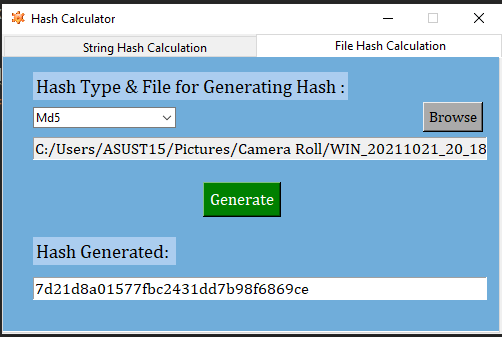 Hash Calculator
String Hash Calculation
File Hash Calculation
Hash Type & File for Generating Hash :
Md5
Browse
C:/Users/ASUST15/Pictures/Camera Roll/WIN_20211021_20_18
Generate
Hash Generated:
7d21d8a01577fbc2431dd7b98f6869ce